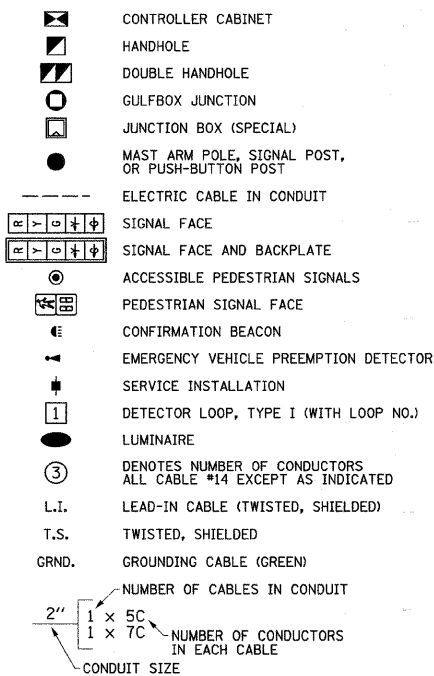 CONTROLLER CABINET
HANDHOLE
DOUBLE HANDHOLE
GULFBOX JUNCTION
JUNCTION BOX (SPECIAL)
MAST ARM POLE, SIGNAL POST,
OR PUSH-BUTTON POST
ELECTRIC CABLE IN CONDUIT
R Y G SIGNAL FACE
R Y G SIGNAL FACE AND BACKPLATE
ACCESSIBLE PEDESTRIAN SIGNALS
PEDESTRIAN SIGNAL FACE
CONFIRMATION BEACON
EMERGENCY VEHICLE PREEMPTION DETECTOR
SERVICE INSTALLATION
1 DETECTOR LOOP, TYPE I (WITH LOOP NO.)
LUMINAIRE
3 DENOTES NUMBER OF CONDUCTORS
ALL CABLE #14 EXCEPT AS INDICATED
L.I. LEAD-IN CABLE (TWISTED, SHIELDED)
T.S. TWISTED, SHIELDED
GRND. GROUNDING CABLE (GREEN)
NUMBER OF CABLES IN CONDUIT
2" 1 x 5C
1 x 7C NUMBER OF CONDUCTORS
IN EACH CABLE
CONDUIT SIZE